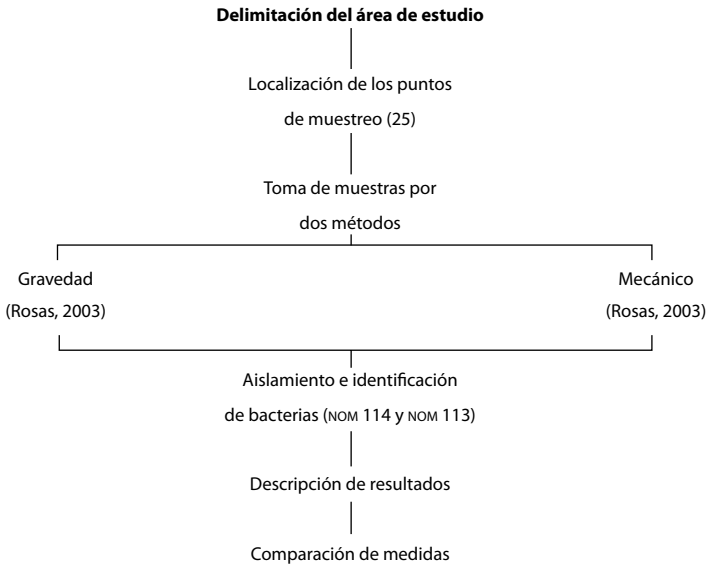 Delimitación del área de estudio
Localización de los puntos
de muestreo (25)
Toma de muestras por
dos métodos
Gravedad
(Rosas, 2003)
Mecánico
(Rosas, 2003)
Aislamiento e identificación
de bacterias (NOM 114 y NOM 113)
Descripción de resultados
Comparación de medidas